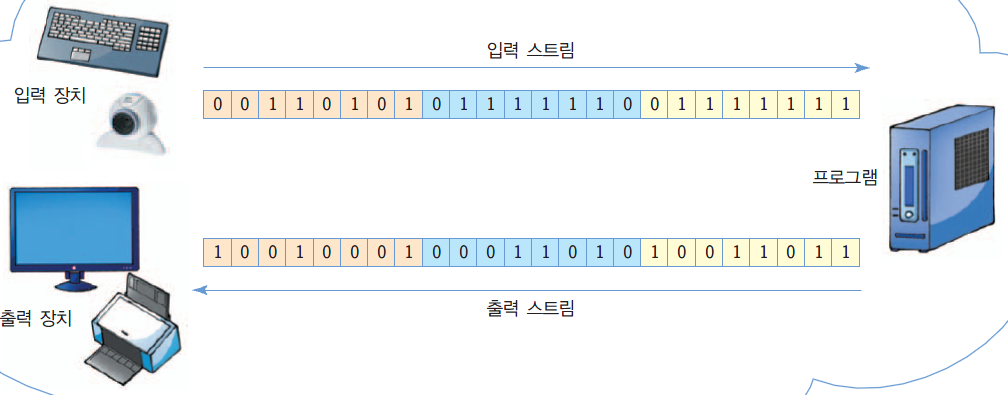 입력 스트림
입력 장치
0 0 1 1 0 1 0 1 0 1 1 1 1 1 1 0 0 1 1 1 1 1 1 1
프로그램
1 0 0 1 0 0 0 1 0 0 0 1 1 0 1 0 1 0 0 1 1 0 1 1
출력 스트림
출력 장치